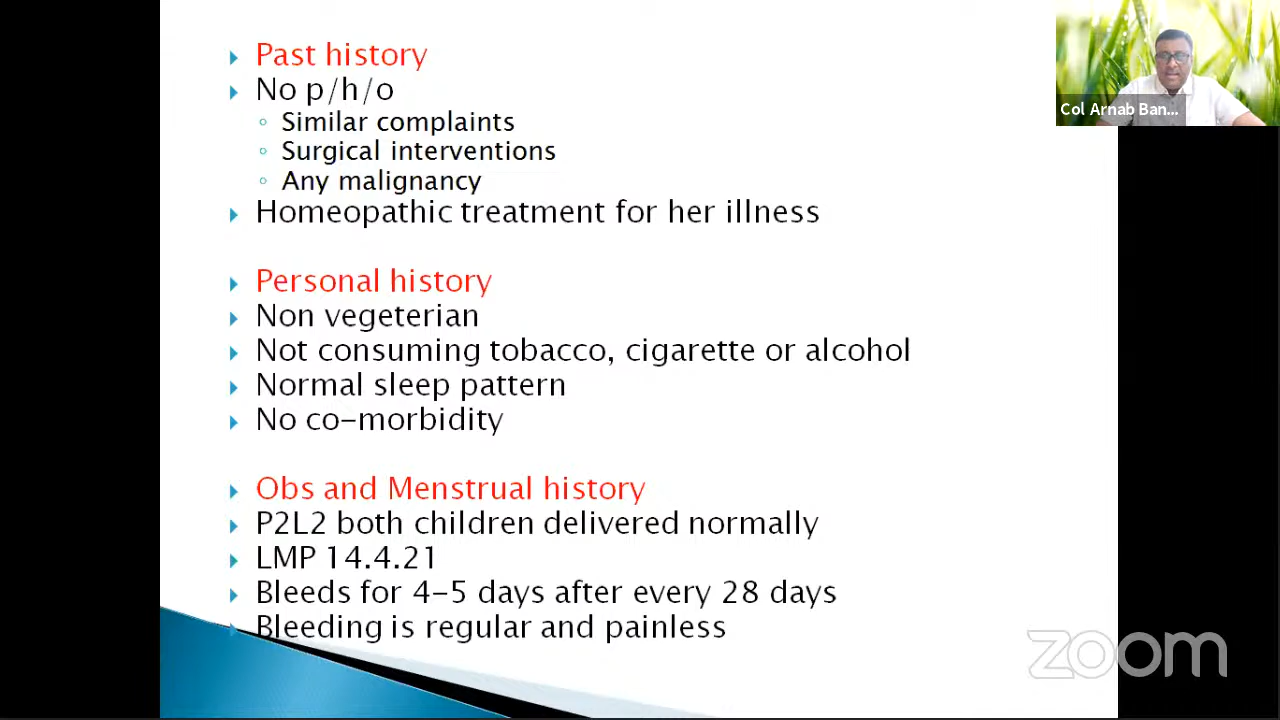 Past history
No p/h/o
Similar complaints
Surgical interventions
Any malignancy
Homeopathic treatment for her illness
Personal history
Non vegeterian
Not consuming tobacco, cigarette or alcohol
Normal sleep pattern
No co-morbidity
Obs and Menstrual history
P2L2 both children delivered normally
LMP 14.4.21
Bleeds for 4-5 days after every 28 days
Bleeding is regular and painless
Col Arnab Ban...
zoom